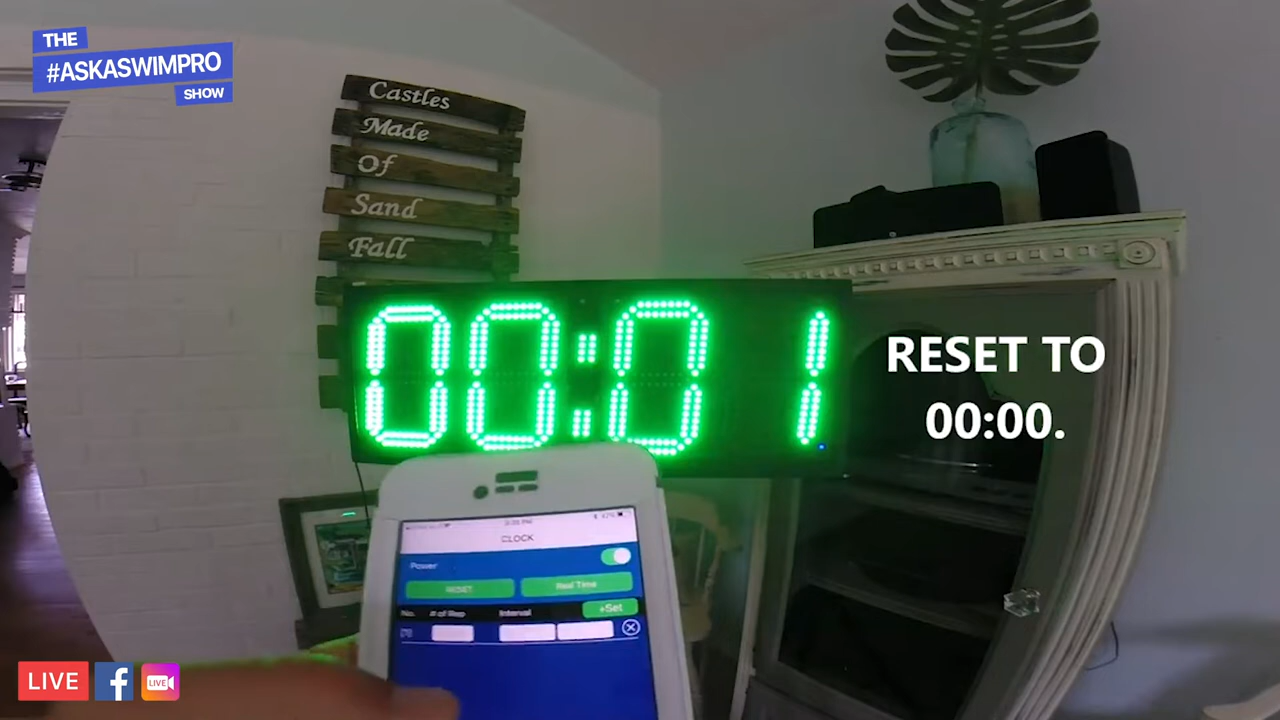 THE
#ASKASWIMPRO
SHOW
Castles
Made
Of
Sand
Fall
00:01
RESET TO
00:00.
CLOCK
Power
RESET
Real Time
No. # of Rep Interval +Set
LIVE
LIVE